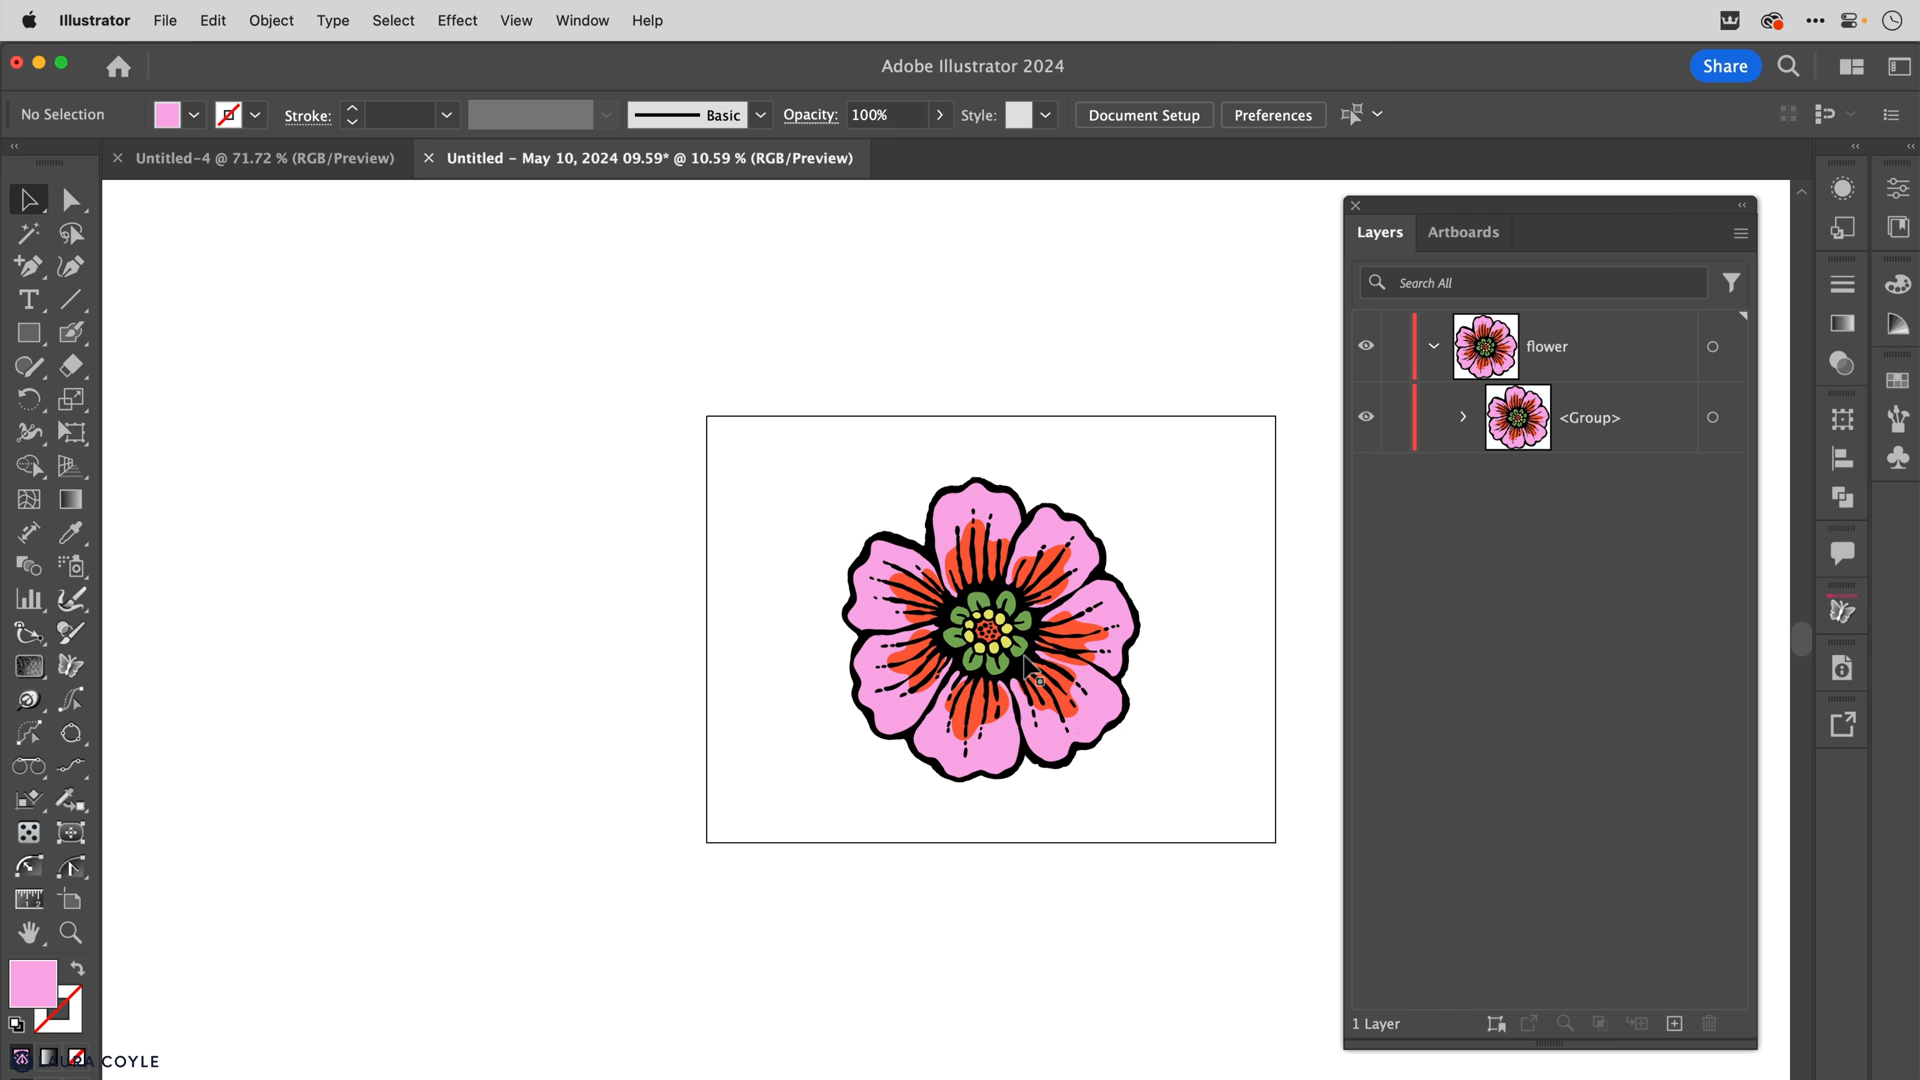 Illustrator File Edit Object Type Select Effect View Window Help
Adobe Illustrator 2024
Share
No Selection
Stroke:
Basic
Opacity: 100%
Style:
Document Setup
Preferences
Untitled-4 @ 71.72 % (RGB/Preview)
Untitled - May 10, 2024 09.59* @ 10.59 % (RGB/Preview)
Layers
Artboards
Search All
flower
<Group>
1 Layer
LAURA COYLE